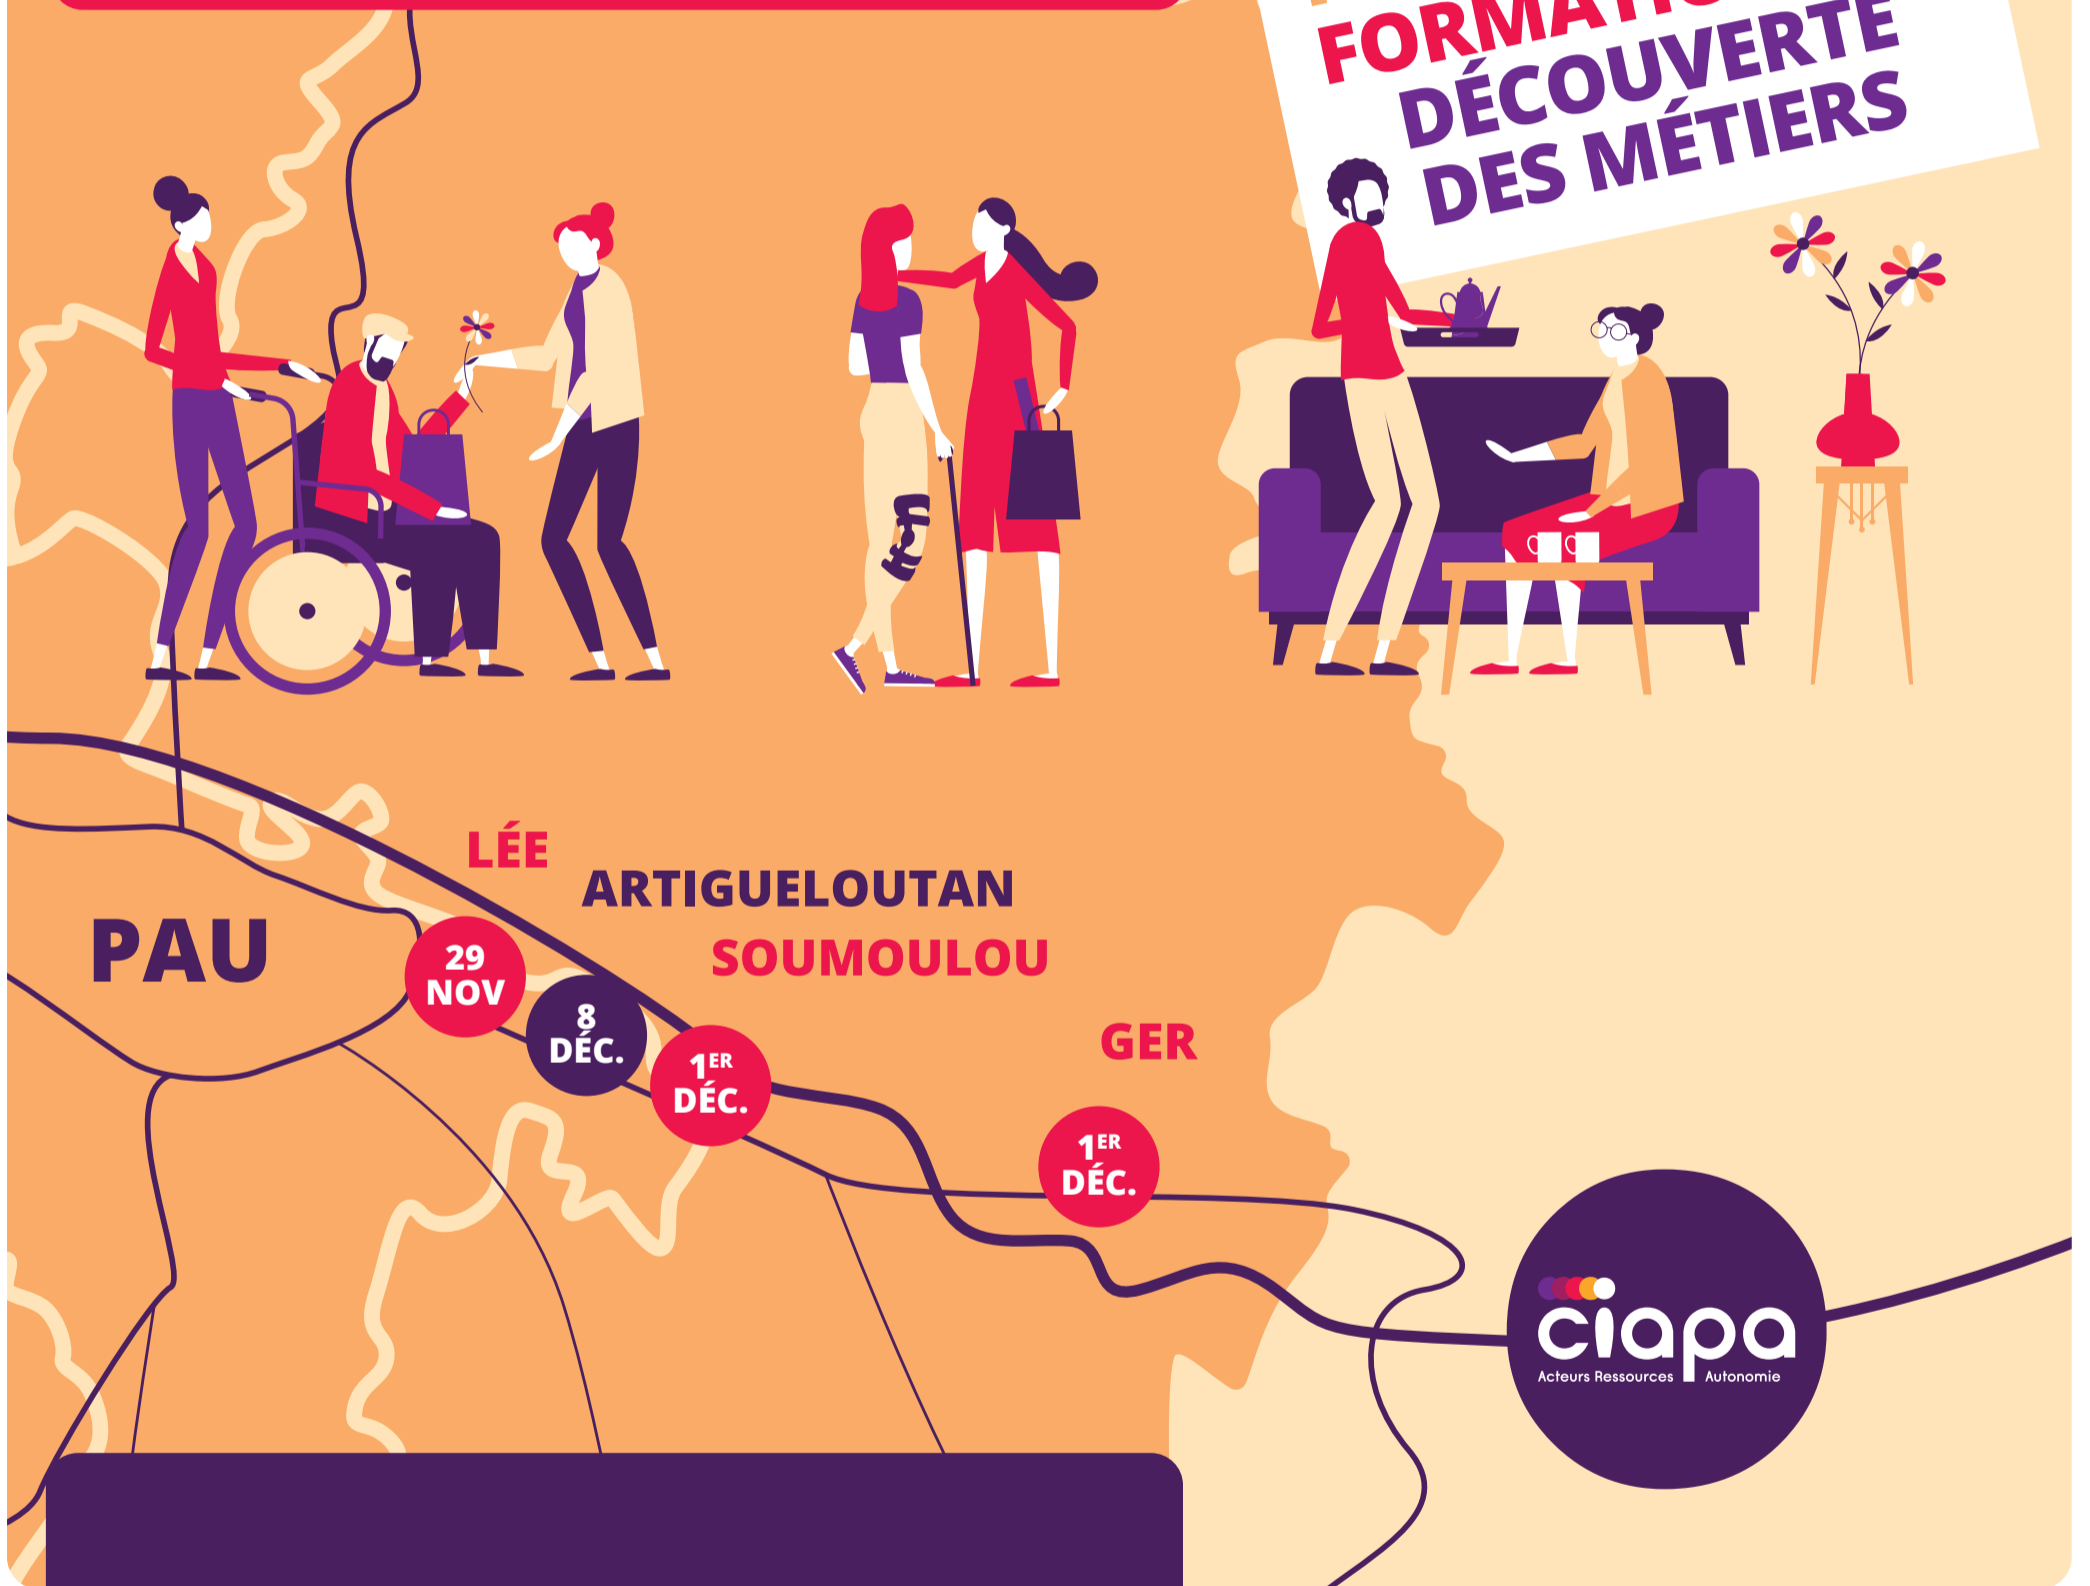 DÉCOUVERTE
DES MÉTIERS
LÉE
ARTIGUELOUTAN
PAU
SOUMOULOU
29
NOV
8
DÉC.
1ER
DÉC.
GER
1ER
DÉC.
ciapa
Acteurs Ressources Autonomie